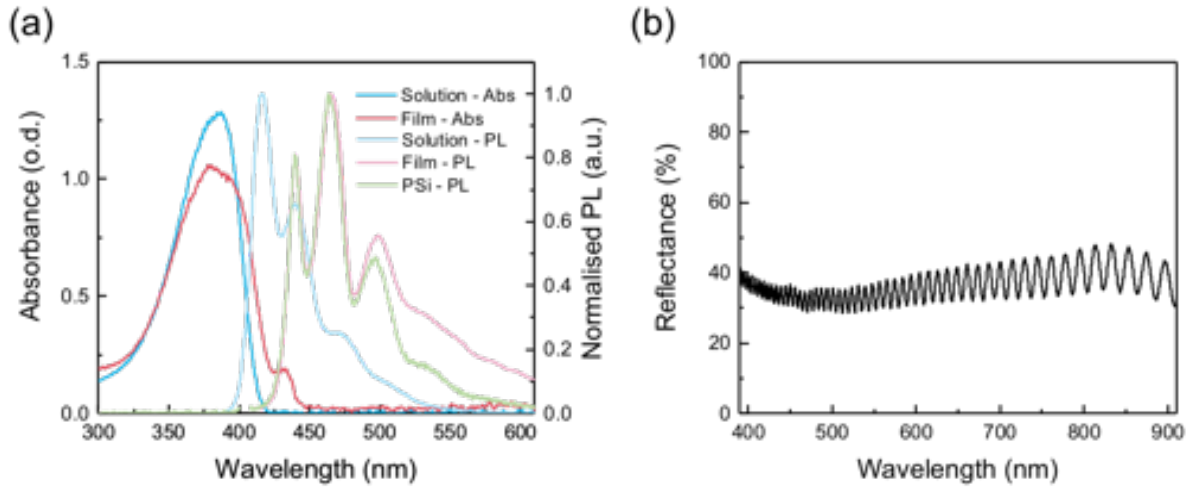 (a)
1.5
1.0
0.5
0.0
Absorbance (o.d.)
Solution - Abs
Film - Abs
Solution - PL
Film - PL
PSi - PL
1.0
0.8
0.6
0.4
0.2
0.0
Normalised PL (a.u.)
300 350 400 450 500 550 600
Wavelength (nm)
(b)
100
80
60
40
20
0
Reflectance (%)
400 500 600 700 800 900
Wavelength (nm)